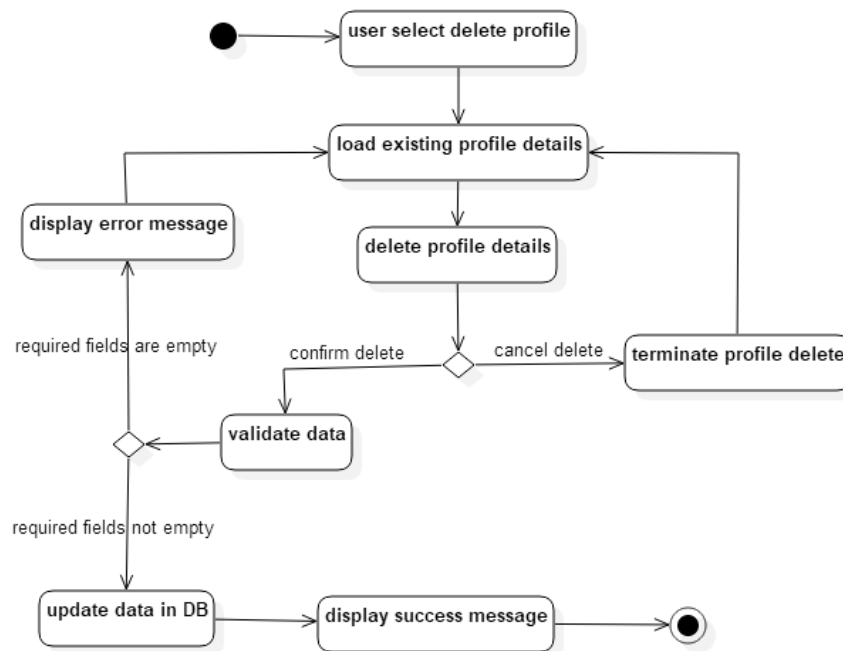 user select delete profile
load existing profile details
display error message
delete profile details
required fields are empty
confirm delete
cancel delete
terminate profile delete
validate data
required fields not empty
update data in DB
display success message